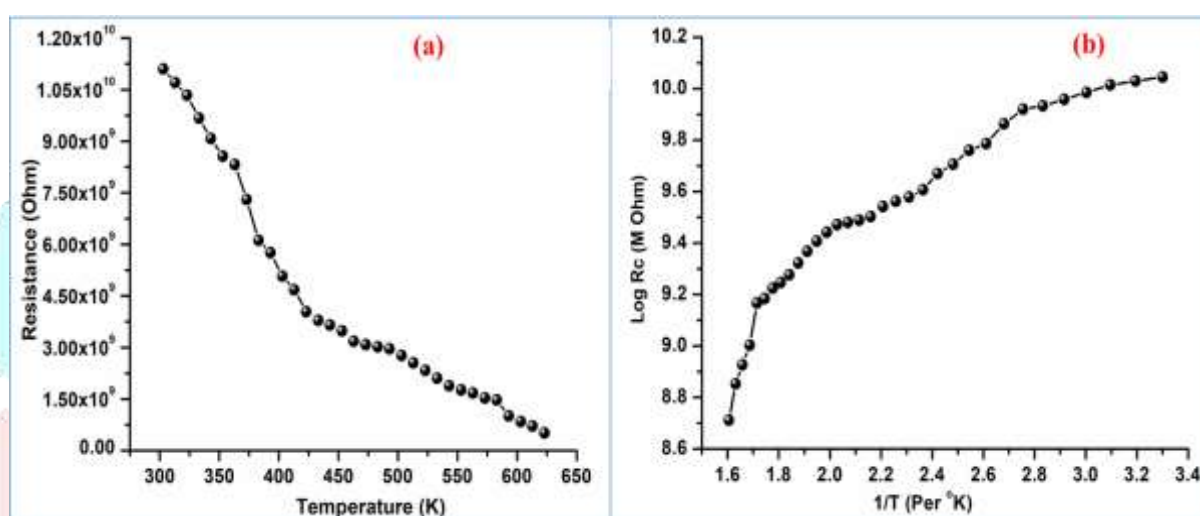 (a)
1.20x10¹⁰
1.05x10¹⁰
9.00x10⁹
7.50x10⁹
6.00x10⁹
4.50x10⁹
3.00x10⁹
1.50x10⁹
0.00
Resistance (Ohm)
300 350 400 450 500 550 600 650
Temperature (K)
(b)
10.2
10.0
9.8
9.6
9.4
9.2
9.0
8.8
8.6
Log Rc (M Ohm)
1.6 1.8 2.0 2.2 2.4 2.6 2.8 3.0 3.2 3.4
1/T (Per ⁰K)